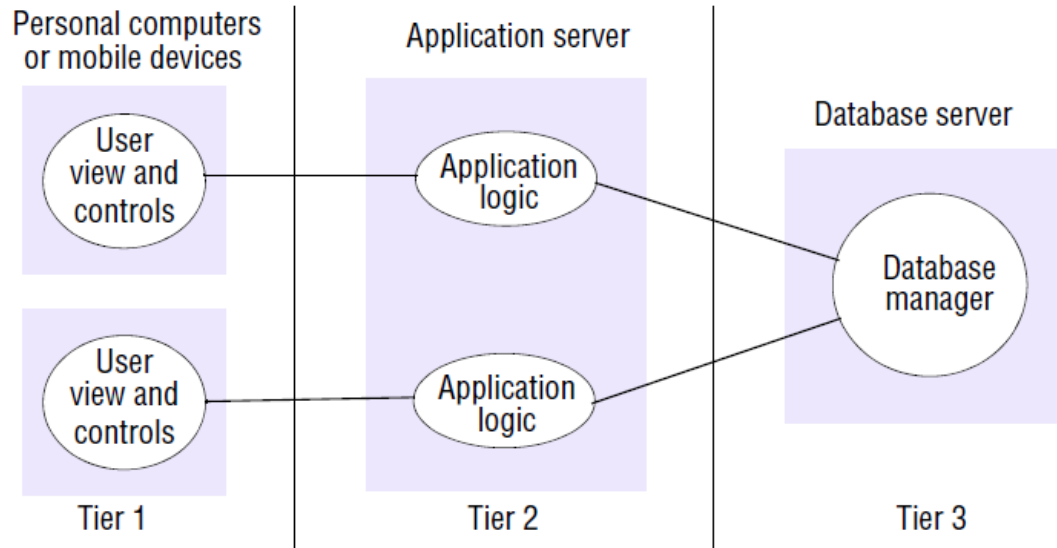 Personal computers
or mobile devices
Application server
Database server
User
view and
controls
Application
logic
Database
manager
User
view and
controls
Application
logic
Tier 1
Tier 2
Tier 3